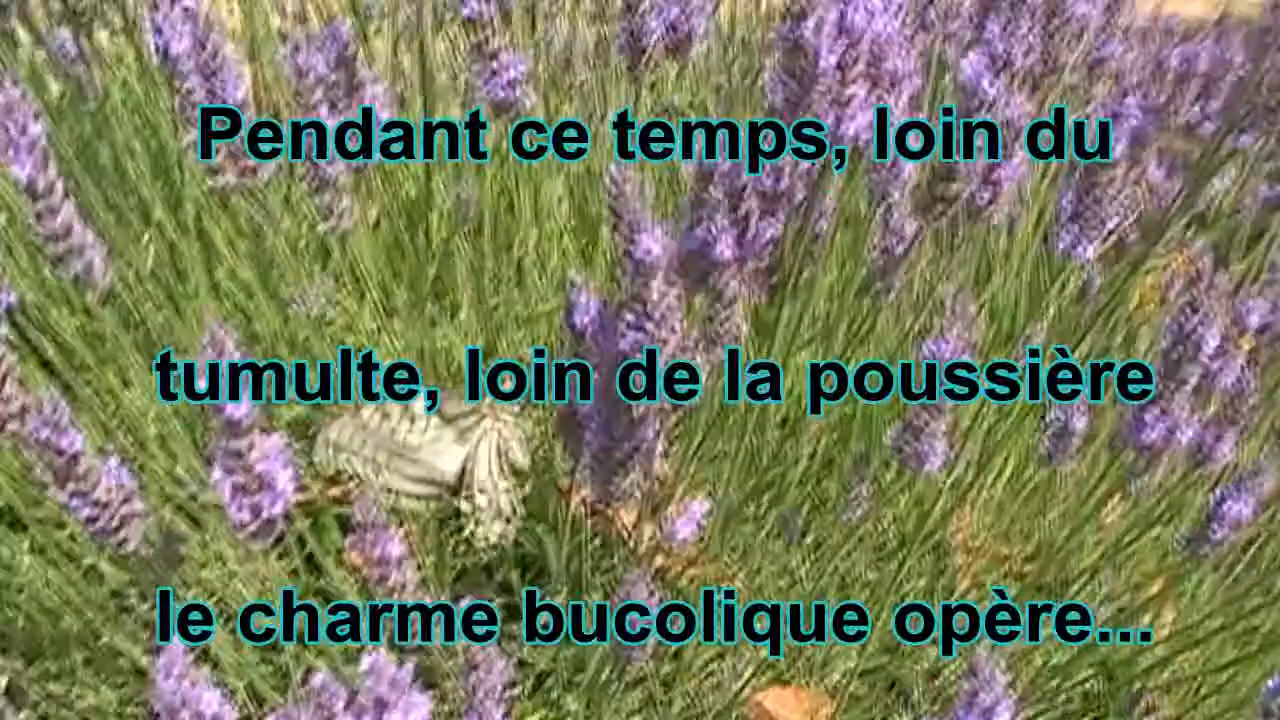 Pendant ce temps, loin du
tumulte, loin de la poussière
le charme bucolique opère...